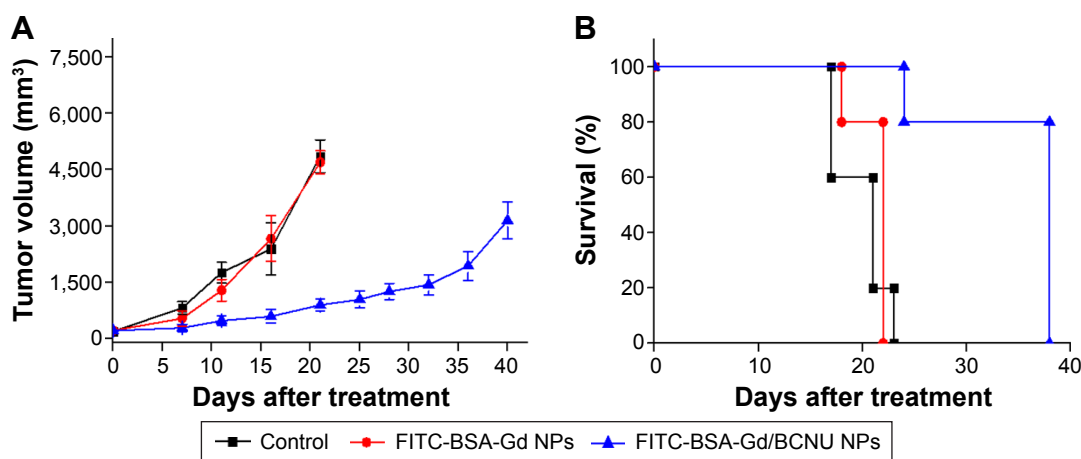 A
Tumor volume (mm³)
7,500
6,000
4,500
3,000
1,500
0
0 5 10 15 20 25 30 35 40
Days after treatment
B
Survival (%)
100
80
60
40
20
0
0 10 20 30 40
Days after treatment
Control FITC-BSA-Gd NPs FITC-BSA-Gd/BCNU NPs